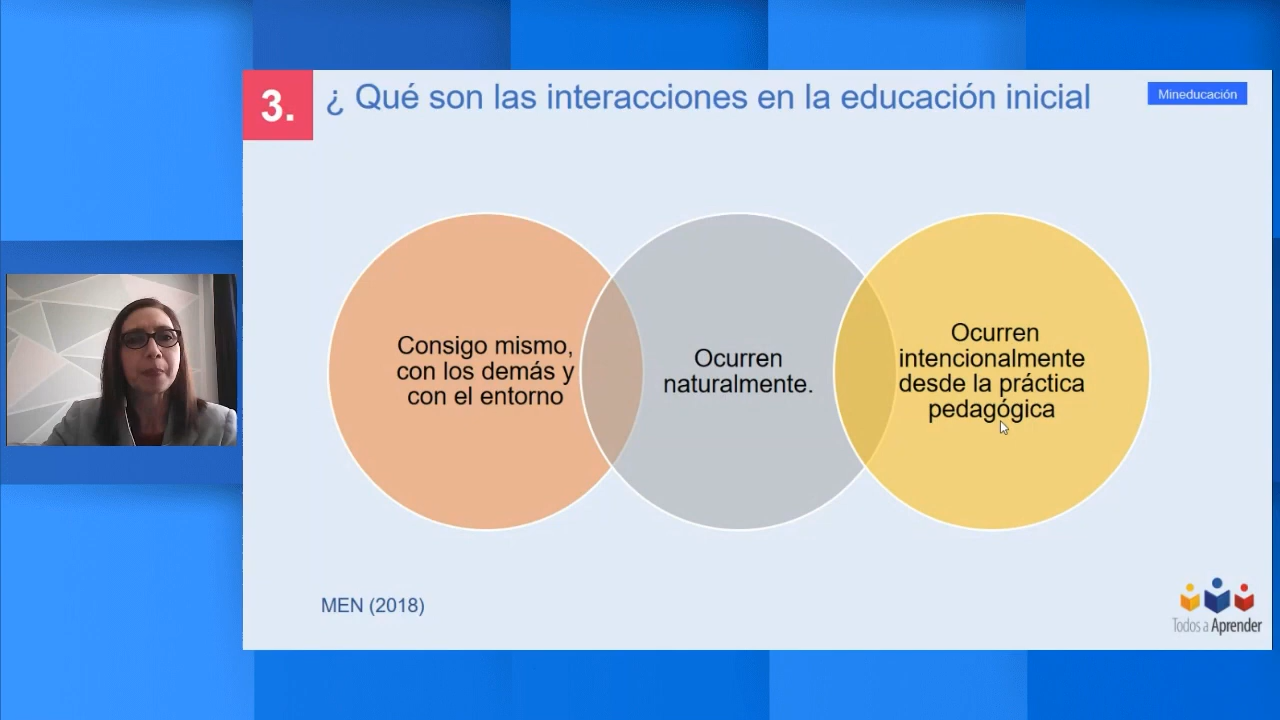 3.
¿ Qué son las interacciones en la educación inicial
Mineducación
Consigo mismo,
con los demás y
con el entorno
Ocurren
naturalmente.
Ocurren
intencionalmente
desde la práctica
pedagógica
MEN (2018)
Todos a Aprender